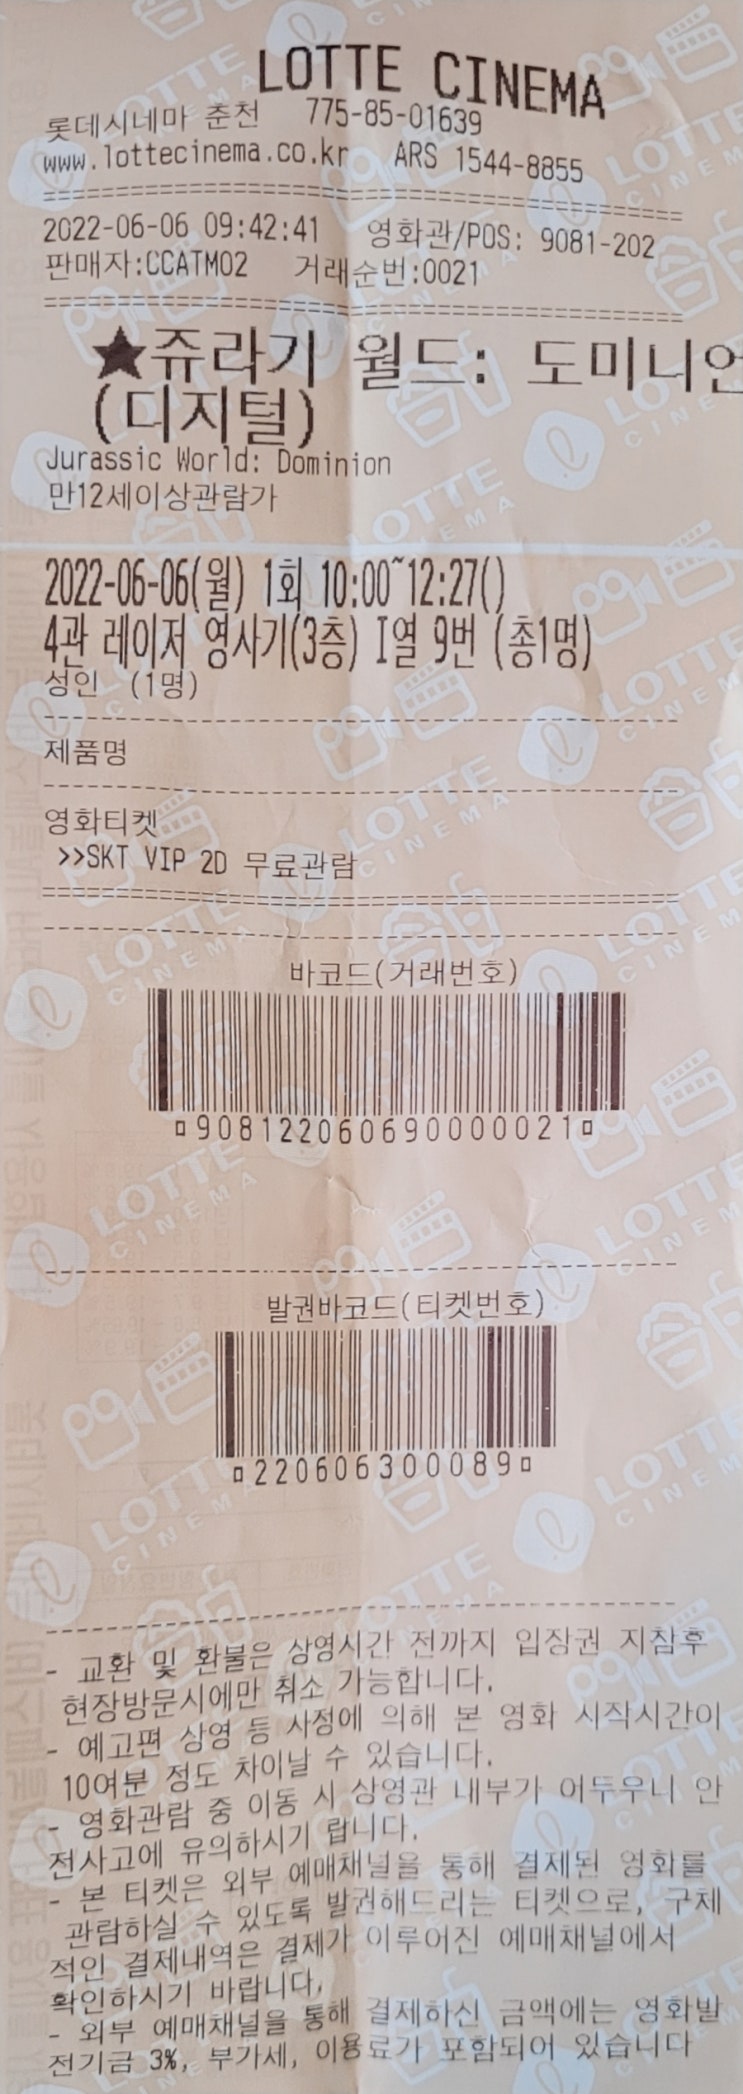 LOTTE CINEMA
롯데시네마 춘천 775-85-01639
www.lottecinema.co.kr ARS 1544-8855
2022-06-06 09:42:41 영화관/POS: 9081-202
판매자:CCATM02 거래순번:0021
★쥬라기 월드: 도미니언
(디지털)
Jurassic World: Dominion
만12세이상관람가
2022-06-06(월) 1회 10:00~12:27()
4관 레이저 영사기(3층) I열 9번 (총1명)
성인 (1명)
제품명
영화티켓
>>SKT VIP 2D 무료관람
바코드(거래번호)
¤908122060690000021¤
발권바코드(티켓번호)
¤220606300089¤
- 교환 및 환불은 상영시간 전까지 입장권 지참후
현장방문시에만 취소 가능합니다.
- 예고편 상영 등 사정에 의해 본 영화 시작시간이
10여분 정도 차이날 수 있습니다.
- 영화관람 중 이동 시 상영관 내부가 어두우니 안
전사고에 유의하시기 랍니다.
- 본 티켓은 외부 예매채널을 통해 결제된 영화를
관람하실 수 있도록 발권해드리는 티켓으로, 구체
적인 결제내역은 결제가 이루어진 예매채널에서
확인하시기 바랍니다.
- 외부 예매채널을 통해 결제하신 금액에는 영화발
전기금 3%, 부가세, 이용료가 포함되어 있습니다